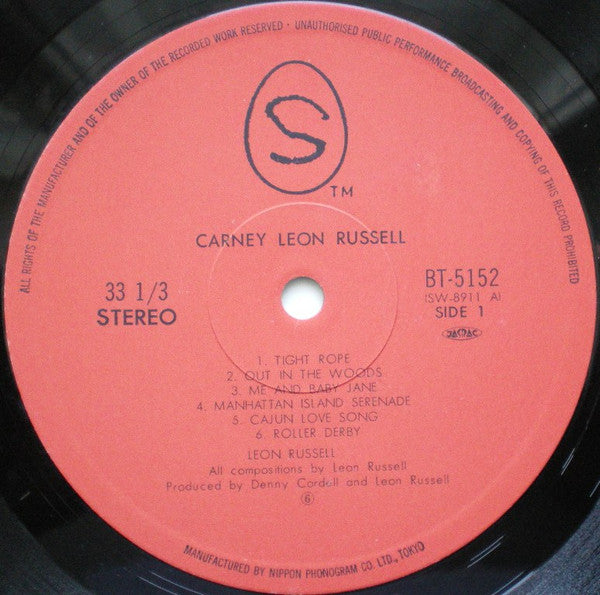 ALL RIGHTS OF THE MANUFACTURER AND OF THE OWNER OF THE RECORDED WORK RESERVED · UNAUTHORISED PUBLIC PERFORMANCE BROADCASTING AND COPYING OF THIS RECORD PROHIBITED
S
TM
CARNEY LEON RUSSELL
33 1/3
STEREO
BT-5152
(SW-8911 A)
SIDE 1
JASRAC
1. TIGHT ROPE
2. OUT IN THE WOODS
3. ME AND BABY JANE
4. MANHATTAN ISLAND SERENADE
5. CAJUN LOVE SONG
6. ROLLER DERBY
LEON RUSSELL
All compositions by Leon Russell
Produced by Denny Cordell and Leon Russell
⑥
MANUFACTURED BY NIPPON PHONOGRAM CO. LTD., TOKYO